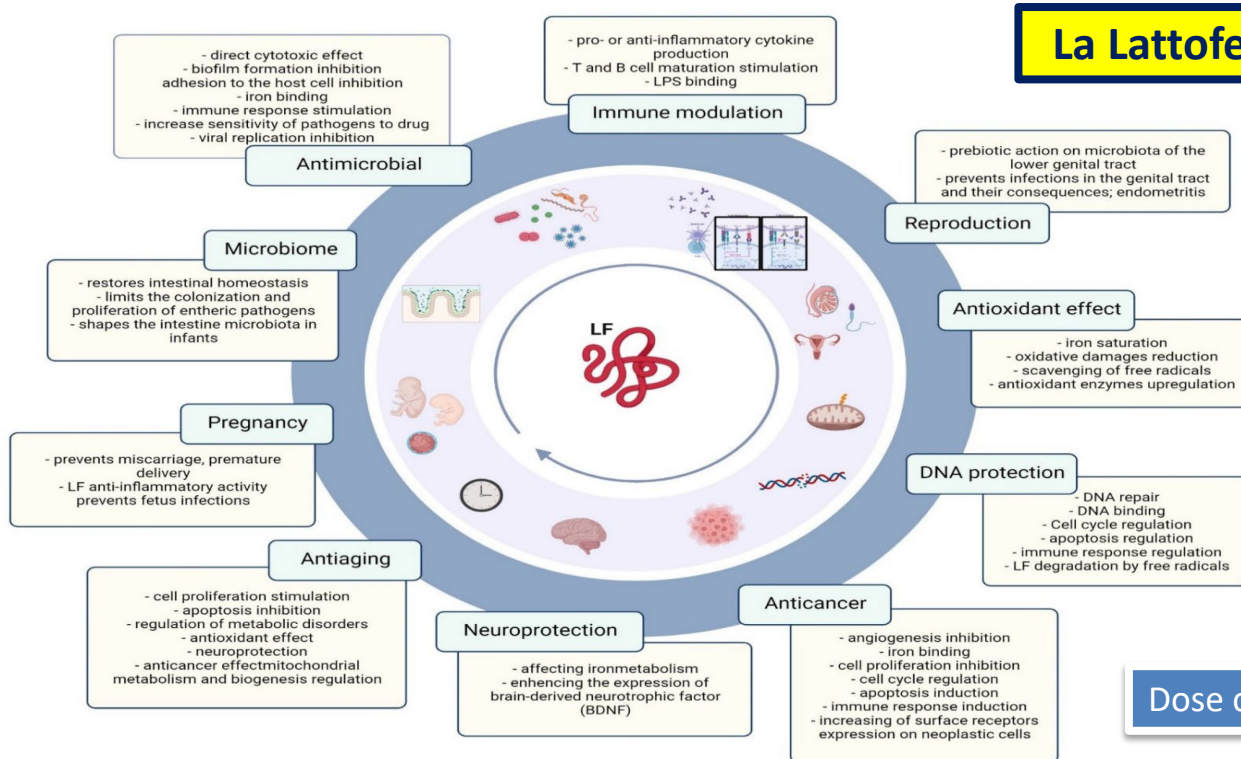 La Lattofe
- direct cytotoxic effect
- biofilm formation inhibition
adhesion to the host cell inhibition
- iron binding
- immune response stimulation
- increase sensitivity of pathogens to drug
- viral replication inhibition
Antimicrobial
- pro- or anti-inflammatory cytokine
production
- T and B cell maturation stimulation
- LPS binding
Immune modulation
- prebiotic action on microbiota of the
lower genital tract
- prevents infections in the genital tract
and their consequences; endometritis
Reproduction
Microbiome
- restores intestinal homeostasis
- limits the colonization and
proliferation of entheric pathogens
- shapes the intestine microbiota in
infants
Antioxidant effect
- iron saturation
- oxidative damages reduction
- scavenging of free radicals
- antioxidant enzymes upregulation
LF
Pregnancy
- prevents miscarriage, premature
delivery
- LF anti-inflammatory activity
prevents fetus infections
DNA protection
- DNA repair
- DNA binding
- Cell cycle regulation
- apoptosis regulation
- immune response regulation
- LF degradation by free radicals
Antiaging
- cell proliferation stimulation
- apoptosis inhibition
- regulation of metabolic disorders
- antioxidant effect
- neuroprotection
- anticancer effectmitochondrial
metabolism and biogenesis regulation
Neuroprotection
- affecting ironmetabolism
- enhancing the expression of
brain-derived neurotrophic factor
(BDNF)
Anticancer
- angiogenesis inhibition
- iron binding
- cell proliferation inhibition
- cell cycle regulation
- apoptosis induction
- immune response induction
- increasing of surface receptors
expression on neoplastic cells
Dose